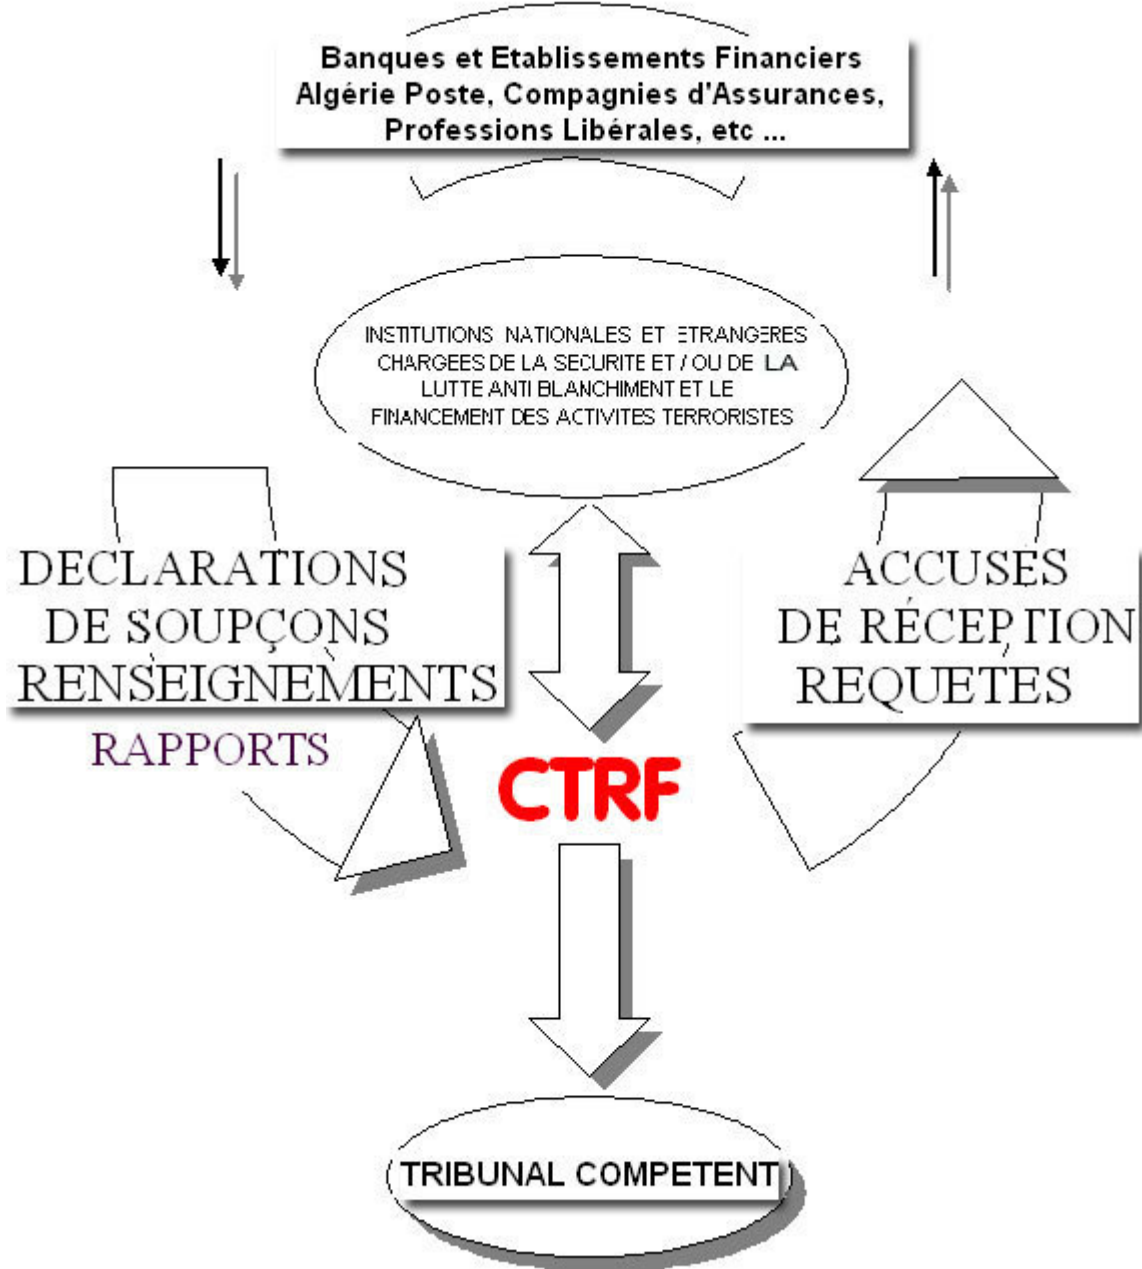 Banques et Etablissements Financiers
Algérie Poste, Compagnies d'Assurances,
Professions Libérales, etc ...
INSTITUTIONS NATIONALES ET ETRANGERES
CHARGEES DE LA SECURITE ET / OU DE LA
LUTTE ANTI BLANCHIMENT ET LE
FINANCEMENT DES ACTIVITES TERRORISTES
DECLARATIONS
DE SOUPÇONS
RENSEIGNEMENTS
RAPPORTS
ACCUSÉS
DE RÉCEPTION
REQUETES
CTRF
TRIBUNAL COMPETENT